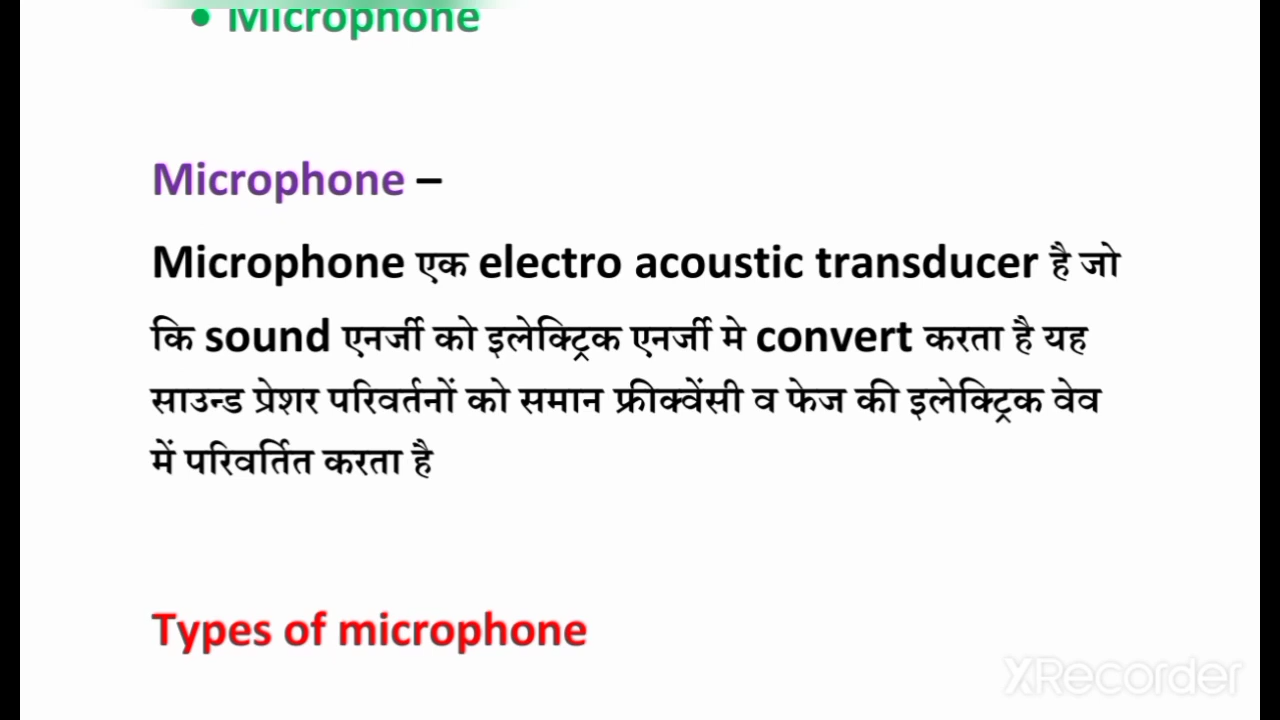 • Microphone
Microphone –
Microphone एक electro acoustic transducer है जो
कि sound एनर्जी को इलेक्ट्रिक एनर्जी मे convert करता है यह
साउन्ड प्रेशर परिवर्तनों को समान फ्रीक्वेंसी व फेज की इलेक्ट्रिक वेव
में परिवर्तित करता है
Types of microphone
XRecorder